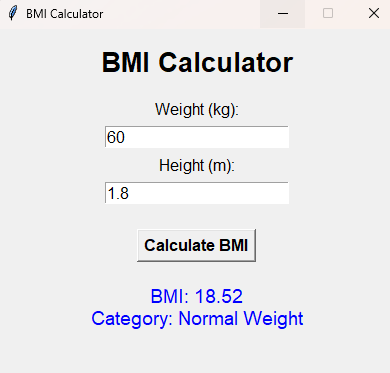 BMI Calculator
BMI Calculator
Weight (kg):
60
Height (m):
1.8
Calculate BMI
BMI: 18.52
Category: Normal Weight